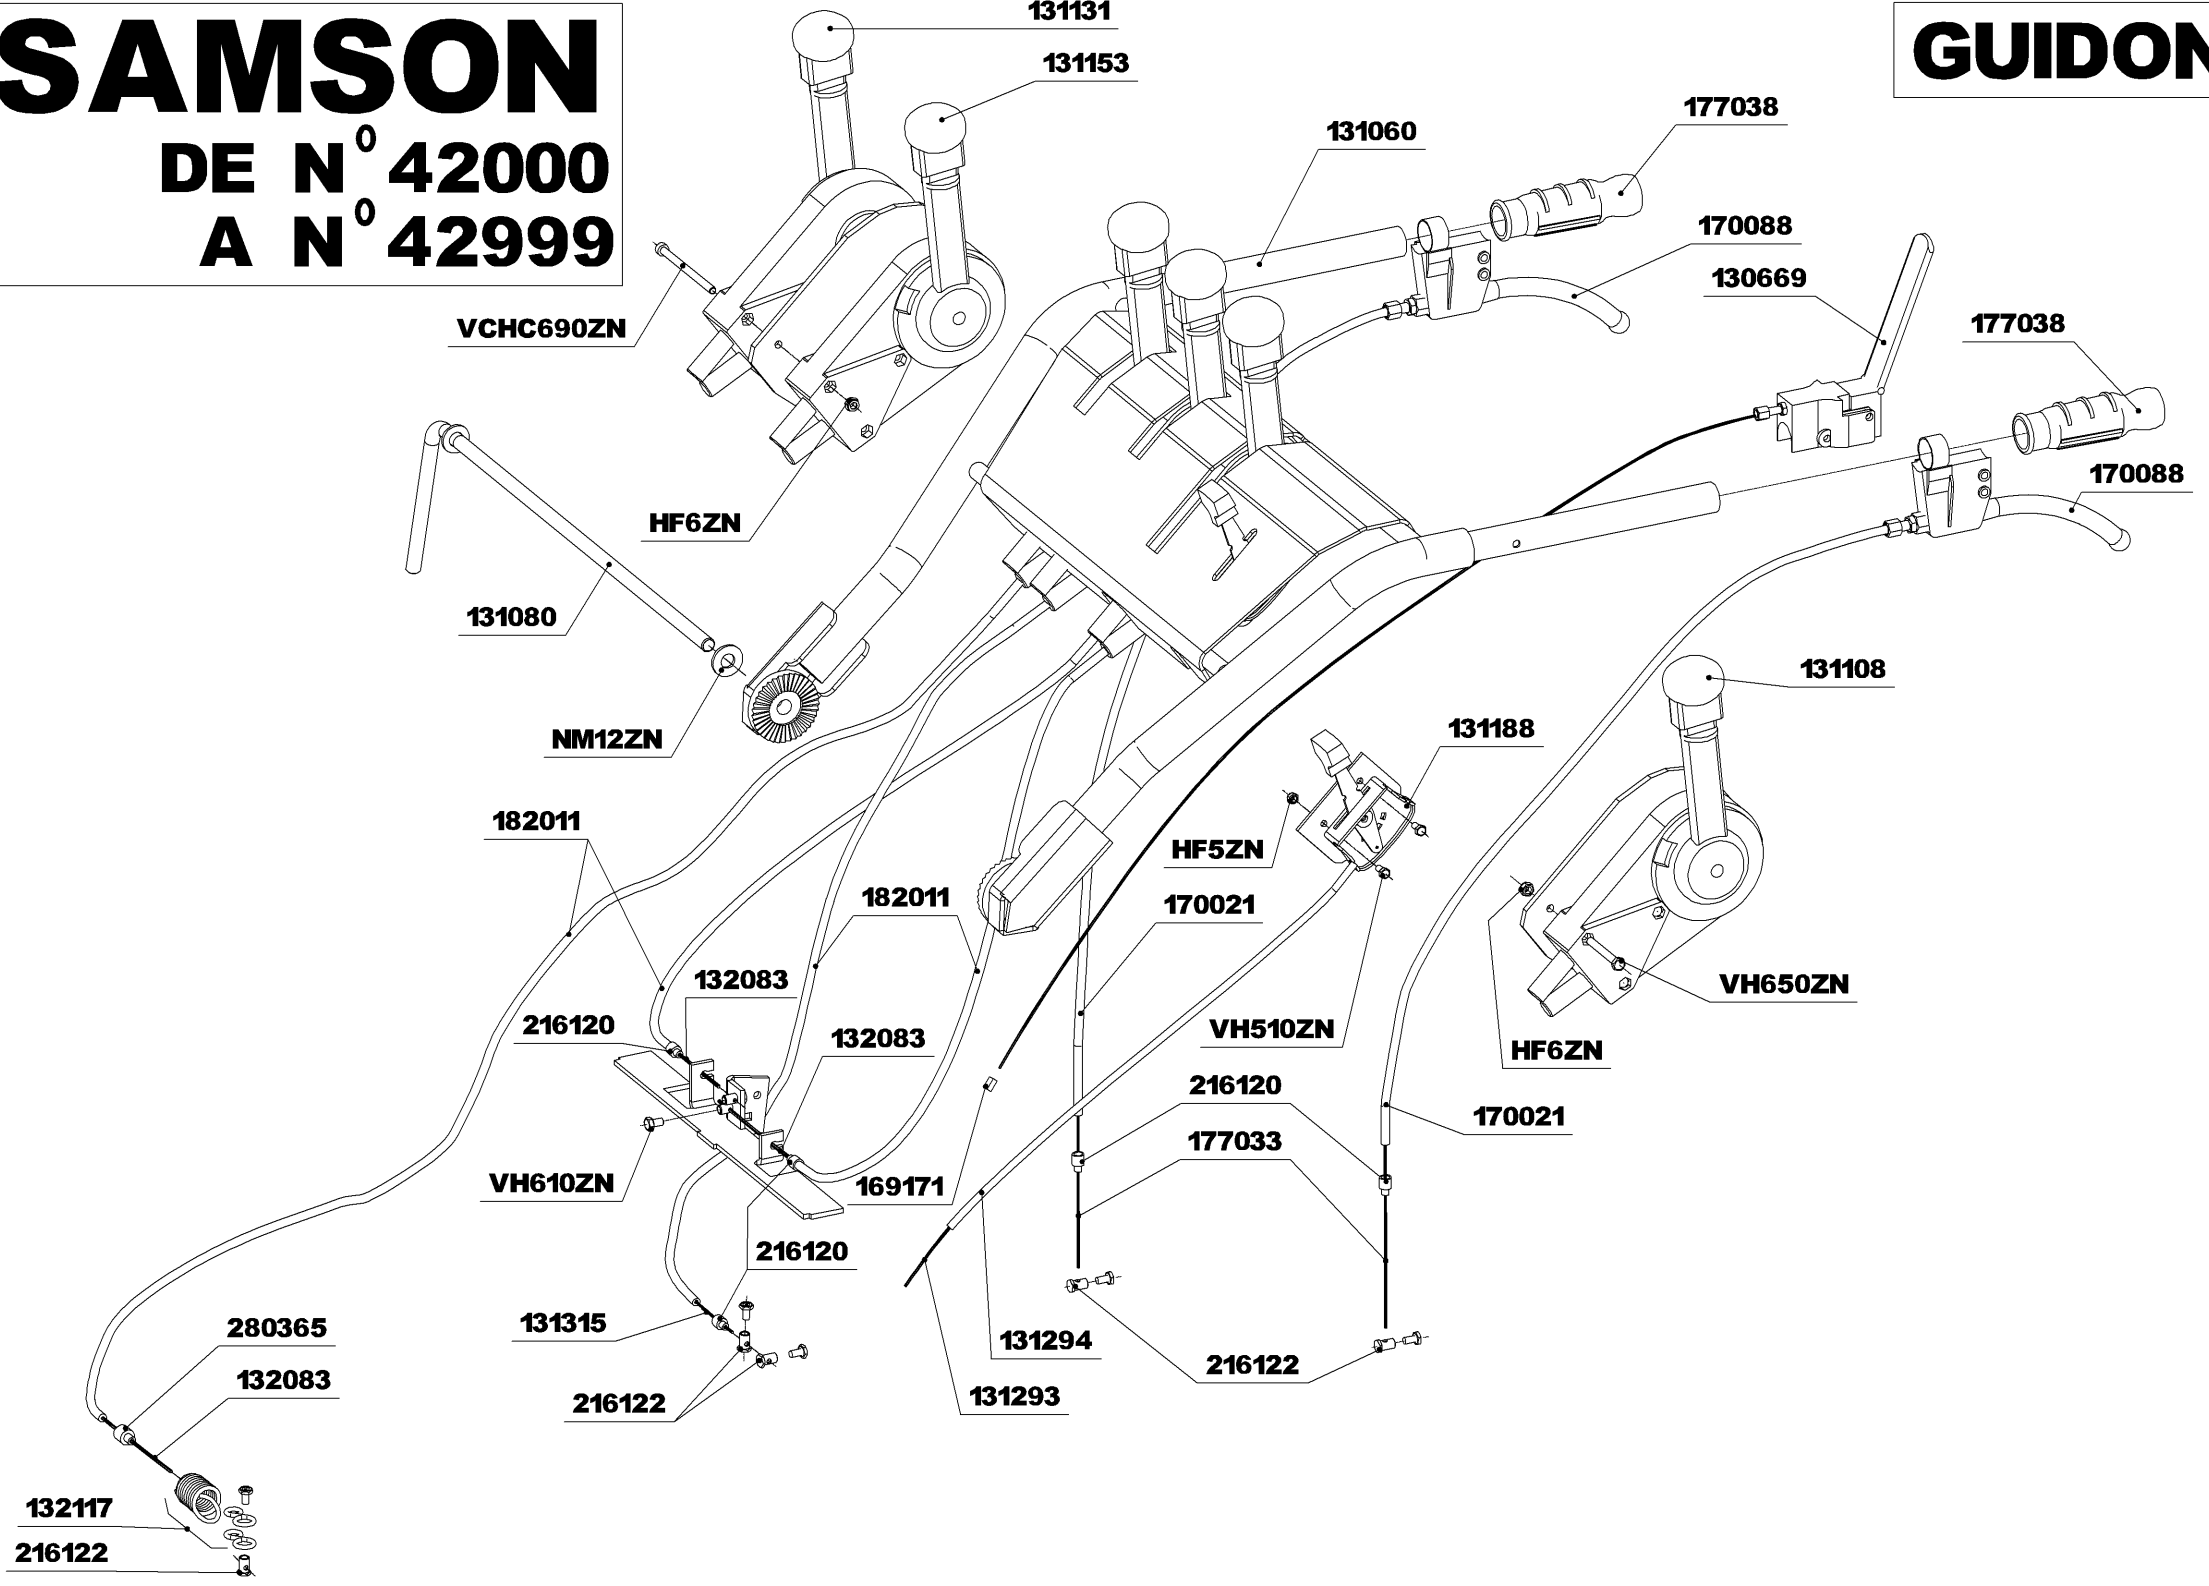 SAMSON
DE N° 42000
A N° 42999
GUIDON
131131
131153
131060
177038
170088
130669
177038
170088
VCHC690ZN
HF6ZN
131080
NM12ZN
131108
131188
182011
HF5ZN
182011
170021
132083
VH650ZN
216120
132083
VH510ZN
HF6ZN
216120
170021
177033
VH610ZN
169171
216120
280365
131315
131294
216122
132083
216122
131293
132117
216122